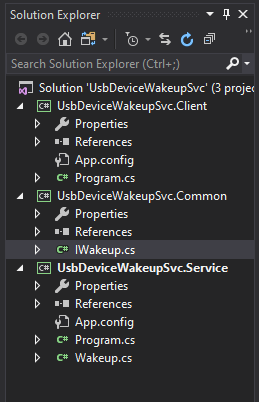 Solution Explorer
Search Solution Explorer (Ctrl+;)
Solution 'UsbDeviceWakeupSvc' (3 projec
UsbDeviceWakeupSvc.Client
Properties
References
App.config
C# Program.cs
UsbDeviceWakeupSvc.Common
Properties
References
C# IWakeup.cs
UsbDeviceWakeupSvc.Service
Properties
References
App.config
C# Program.cs
C# Wakeup.cs